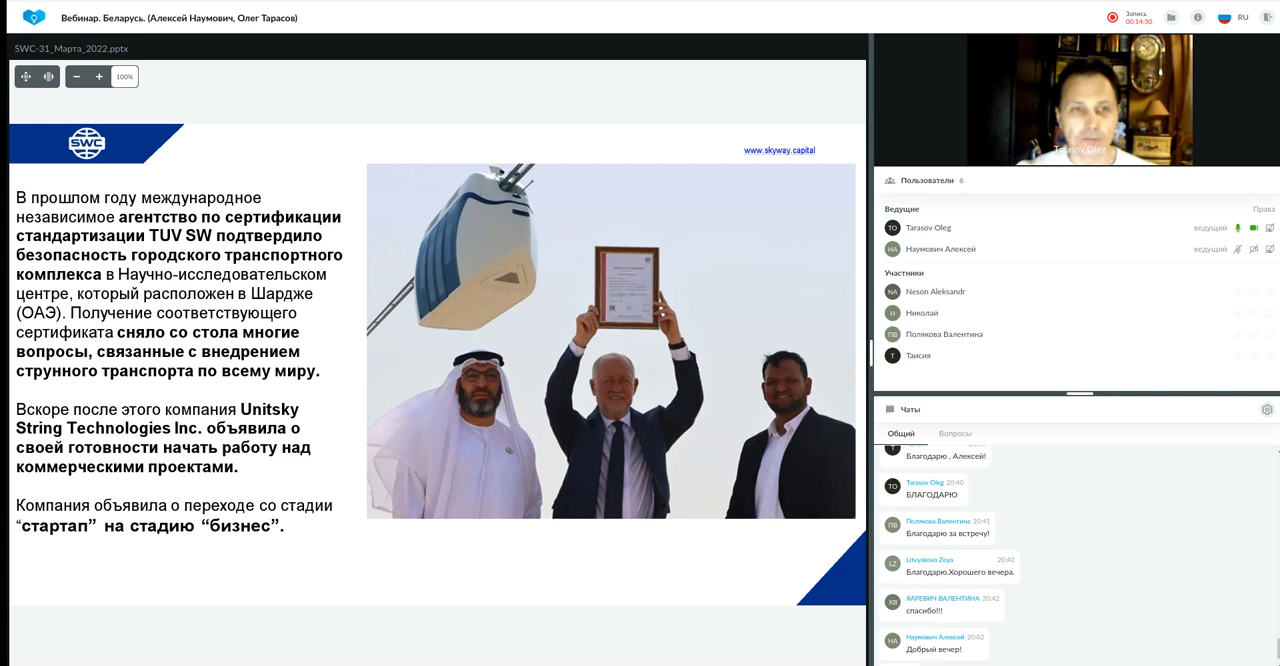 Вебинар. Беларусь. (Алексей Наумович, Олег Тарасов)
Запись
00:14:50
RU
SWC-31_Марта_2022.pptx
100%
SWC
www.skyway.capital
В прошлом году международное
независимое агентство по сертификации
стандартизации TUV SW подтвердило
безопасность городского транспортного
комплекса в Научно-исследовательском
центре, который расположен в Шардже
(ОАЭ). Получение соответствующего
сертификата сняло со стола многие
вопросы, связанные с внедрением
струнного транспорта по всему миру.
Вскоре после этого компания Unitsky
String Technologies Inc. объявила о
своей готовности начать работу над
коммерческими проектами.
Компания объявила о переходе со стадии
“стартап” на стадию “бизнес”.
Tarasov Oleg
Пользователи 6
Ведущие Права
TO Tarasov Oleg ведущий
НА Наумович Алексей ведущий
Участники
NA Neson Aleksandr
Н Николай
ПВ Полякова Валентина
Т Таисия
Чаты
Общий Вопросы
Т
Благодарю , Алексей!
TO Tarasov Oleg 20:40
БЛАГОДАРЮ
ПВ Полякова Валентина 20:41
Благодарю за встречу!
LZ Litvyakova Zoya 20:42
Благодарю.Хорошего вечера.
ХВ ХАРЕВИЧ ВАЛЕНТИНА 20:42
спасибо!!!
НА Наумович Алексей 20:02
Добрый вечер!